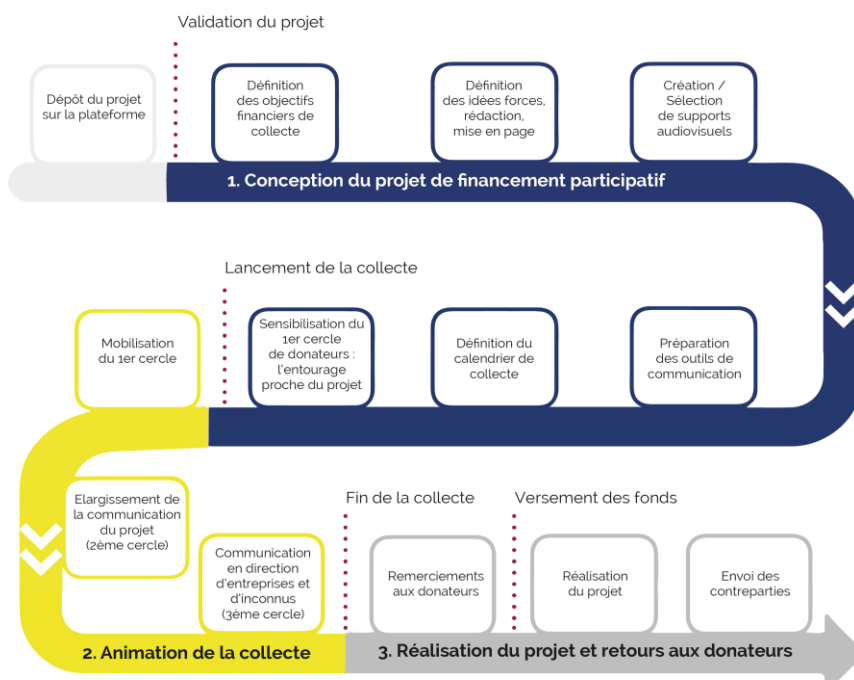 Validation du projet
Dépôt du projet
sur la plateforme
Définition
des objectifs
financiers de
collecte
Définition
des idées forces,
rédaction,
mise en page
Création /
Sélection
de supports
audiovisuels
1. Conception du projet de financement participatif
Préparation
des outils de
communication
Définition du
calendrier de
collecte
Sensibilisation du
1er cercle
de donateurs :
l'entourage
proche du projet
Lancement de la collecte
Mobilisation
du 1er cercle
Elargissement de
la communication
du projet
(2ème cercle)
Communication
en direction
d'entreprises et
d'inconnus
(3ème cercle)
2. Animation de la collecte
Fin de la collecte
Remerciements
aux donateurs
Versement des fonds
Réalisation
du projet
Envoi des
contreparties
3. Réalisation du projet et retours aux donateurs